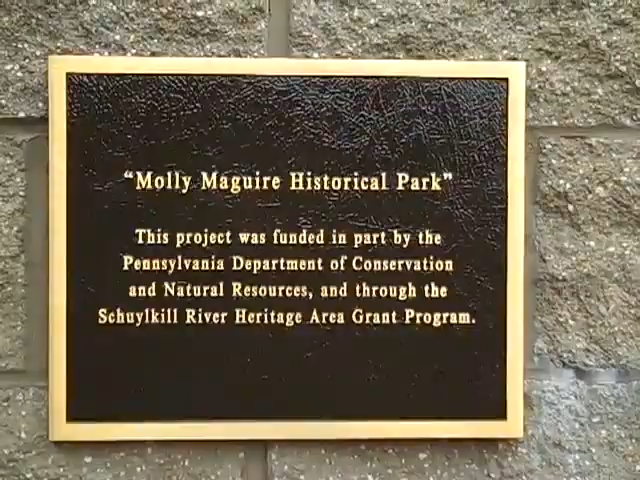 “Molly Maguire Historical Park”
This project was funded in part by the
Pennsylvania Department of Conservation
and Natural Resources, and through the
Schuylkill River Heritage Area Grant Program.